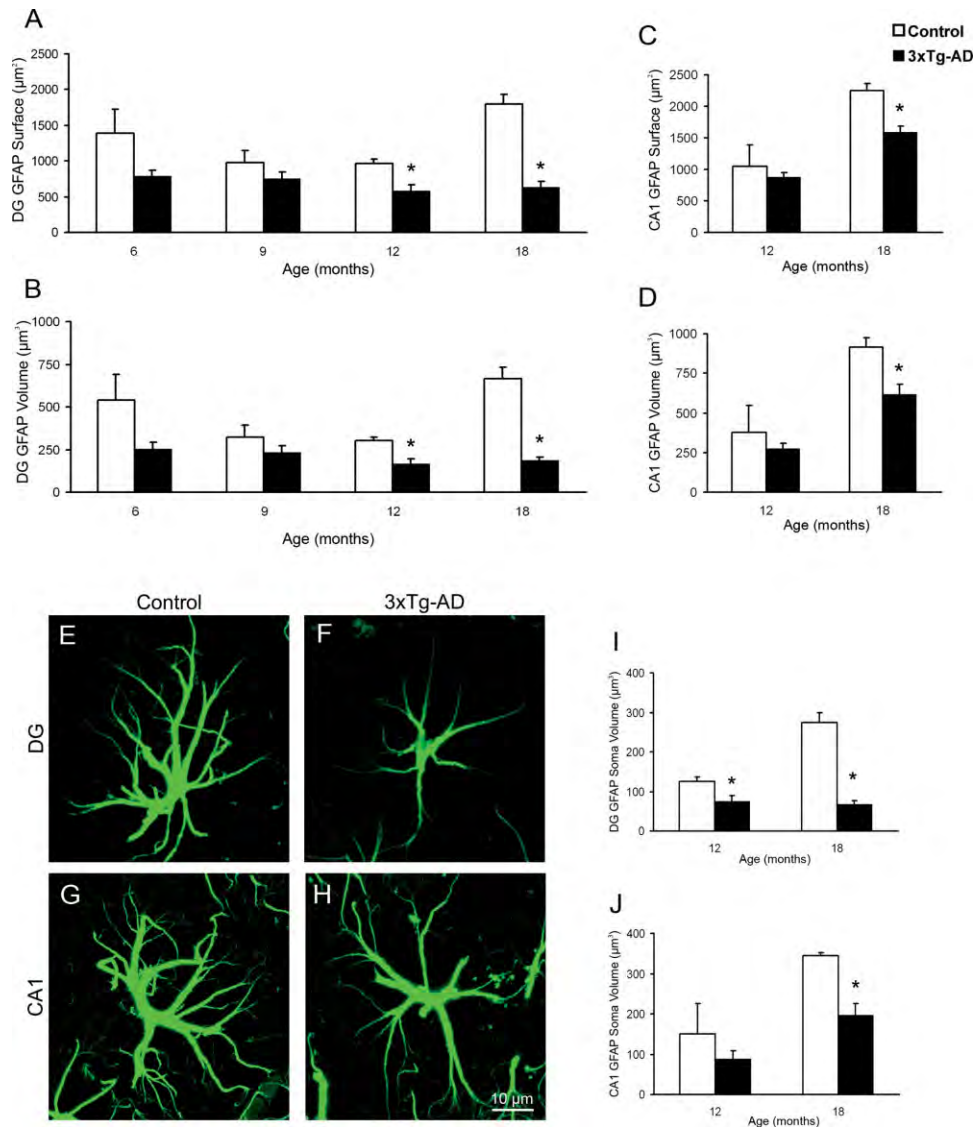 A
DG GFAP Surface (µm²)
2500
2000
1500
1000
500
0
6 9 12 18
* *
Age (months)
B
DG GFAP Volume (µm³)
1000
750
500
250
0
6 9 12 18
* *
Age (months)
Control
3xTg-AD
C
CA1 GFAP Surface (µm²)
2500
2000
1500
1000
500
0
12 18
*
Age (months)
D
CA1 GFAP Volume (µm³)
1000
750
500
250
0
12 18
*
Age (months)
Control 3xTg-AD
DG
E F
CA1
G H
10 µm
I
DG GFAP Soma Volume (µm³)
400
300
200
100
0
12 18
* *
Age (months)
J
CA1 GFAP Soma Volume (µm³)
400
300
200
100
0
12 18
*
Age (months)